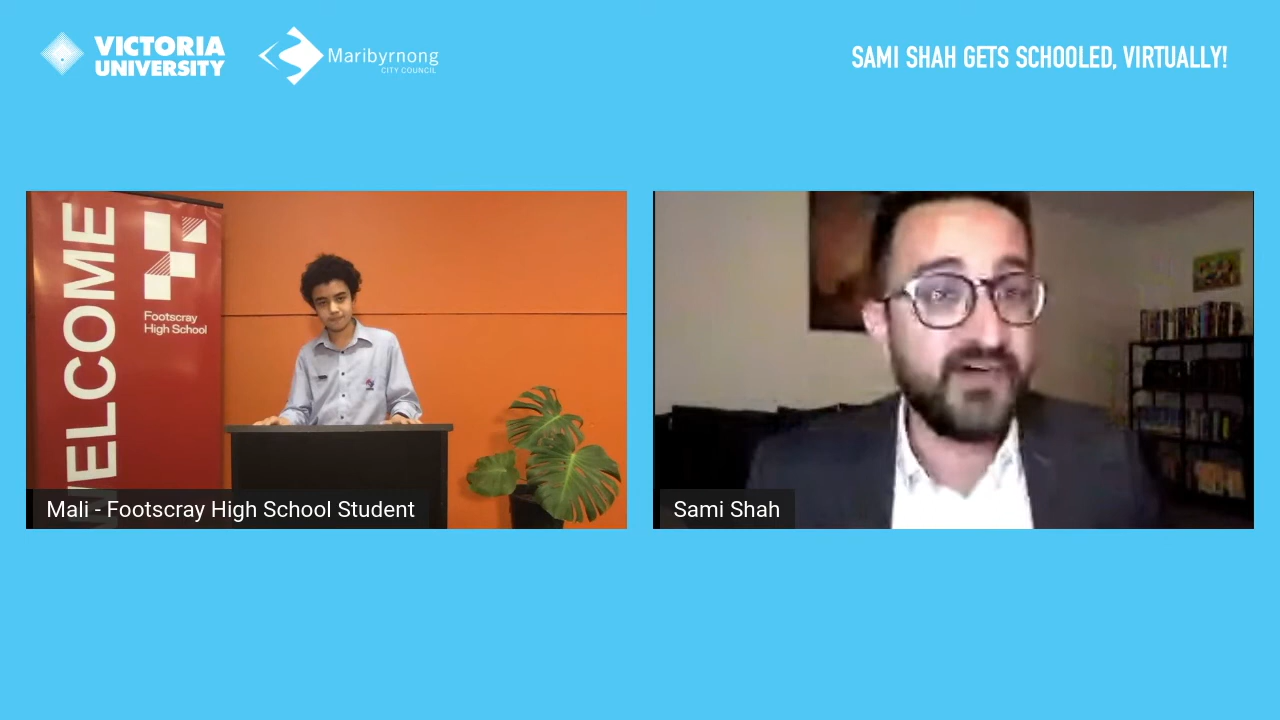 VICTORIA
UNIVERSITY
Maribyrnong
CITY COUNCIL
SAMI SHAH GETS SCHOOLED, VIRTUALLY!
WELCOME
Footscray
High School
Mali - Footscray High School Student
Sami Shah